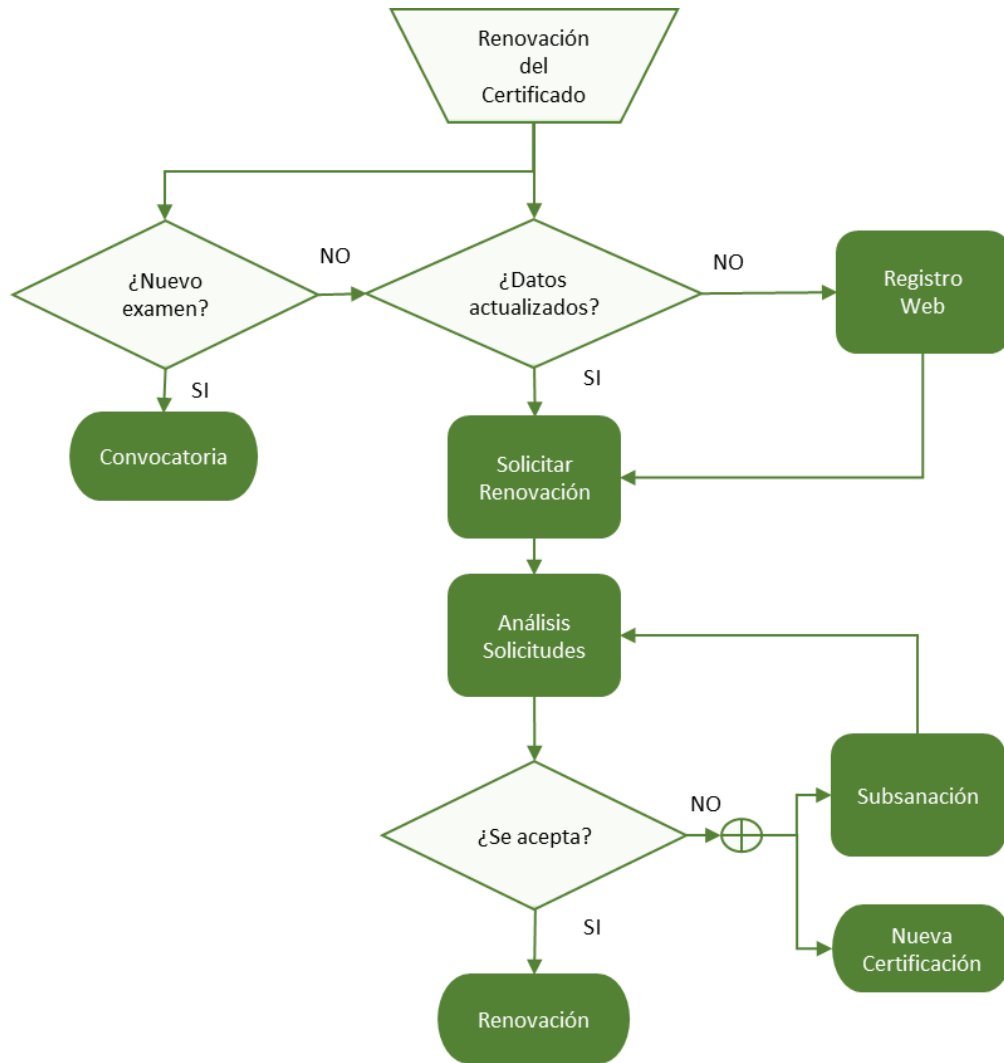 Renovación
del
Certificado
¿Nuevo
examen?
NO
¿Datos
actualizados?
NO
Registro
Web
SI
SI
Convocatoria
Solicitar
Renovación
Análisis
Solicitudes
¿Se acepta?
NO
Subsanación
SI
Nueva
Certificación
Renovación